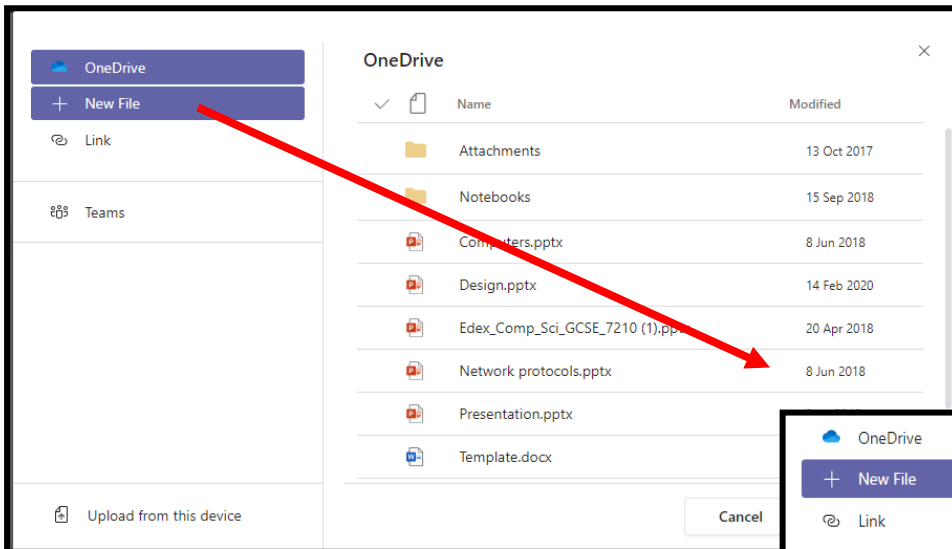 OneDrive
New File
Link
Teams
Upload from this device
OneDrive
Name Modified
Attachments 13 Oct 2017
Notebooks 15 Sep 2018
Computers.pptx 8 Jun 2018
Design.pptx 14 Feb 2020
Edex_Comp_Sci_GCSE_7210 (1).pptx 20 Apr 2018
Network protocols.pptx 8 Jun 2018
Presentation.pptx
Template.docx
Cancel
OneDrive
New File
Link